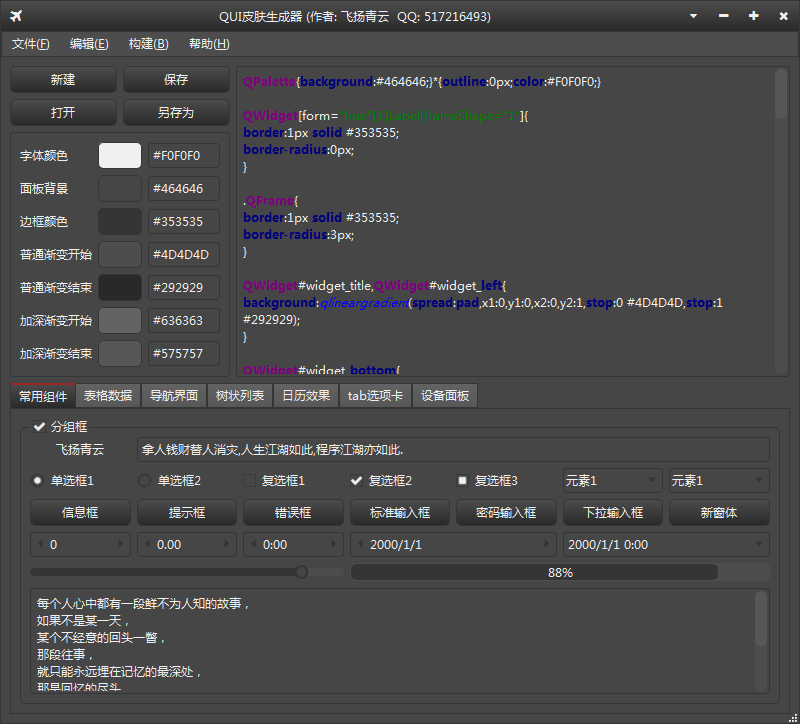 QUI皮肤生成器 (作者: 飞扬青云  QQ: 517216493)
文件(F) 编辑(E) 构建(B) 帮助(H)
新建 保存
打开 另存为
字体颜色 #F0F0F0
面板背景 #464646
边框颜色 #353535
普通渐变开始 #4D4D4D
普通渐变结束 #292929
加深渐变开始 #636363
加深渐变结束 #575757
QPalette{background:#464646;}*{outline:0px;color:#F0F0F0;}
QWidget[form="true"],QLabel[frameShape="1"]{
border:1px solid #353535;
border-radius:0px;
}
.QFrame{
border:1px solid #353535;
border-radius:3px;
}
QWidget#widget_title,QWidget#widget_left{
background:qlineargradient(spread:pad,x1:0,y1:0,x2:0,y2:1,stop:0 #4D4D4D,stop:1
#292929);
}
QWidget#widget_bottom{
常用组件 表格数据 导航界面 树状列表 日历效果 tab选项卡 设备面板
分组框
飞扬青云 拿人钱财替人消灾,人生江湖如此,程序江湖亦如此.
单选框1 单选框2 复选框1 复选框2 复选框3 元素1 元素1
信息框 提示框 错误框 标准输入框 密码输入框 下拉输入框 新窗体
0 0.00 0:00 2000/1/1 2000/1/1 0:00
88%
每个人心中都有一段鲜不为人知的故事，
如果不是某一天，
某个不经意的回头一瞥，
那段往事，
就只能永远埋在记忆的最深处，
那是回忆的尽头